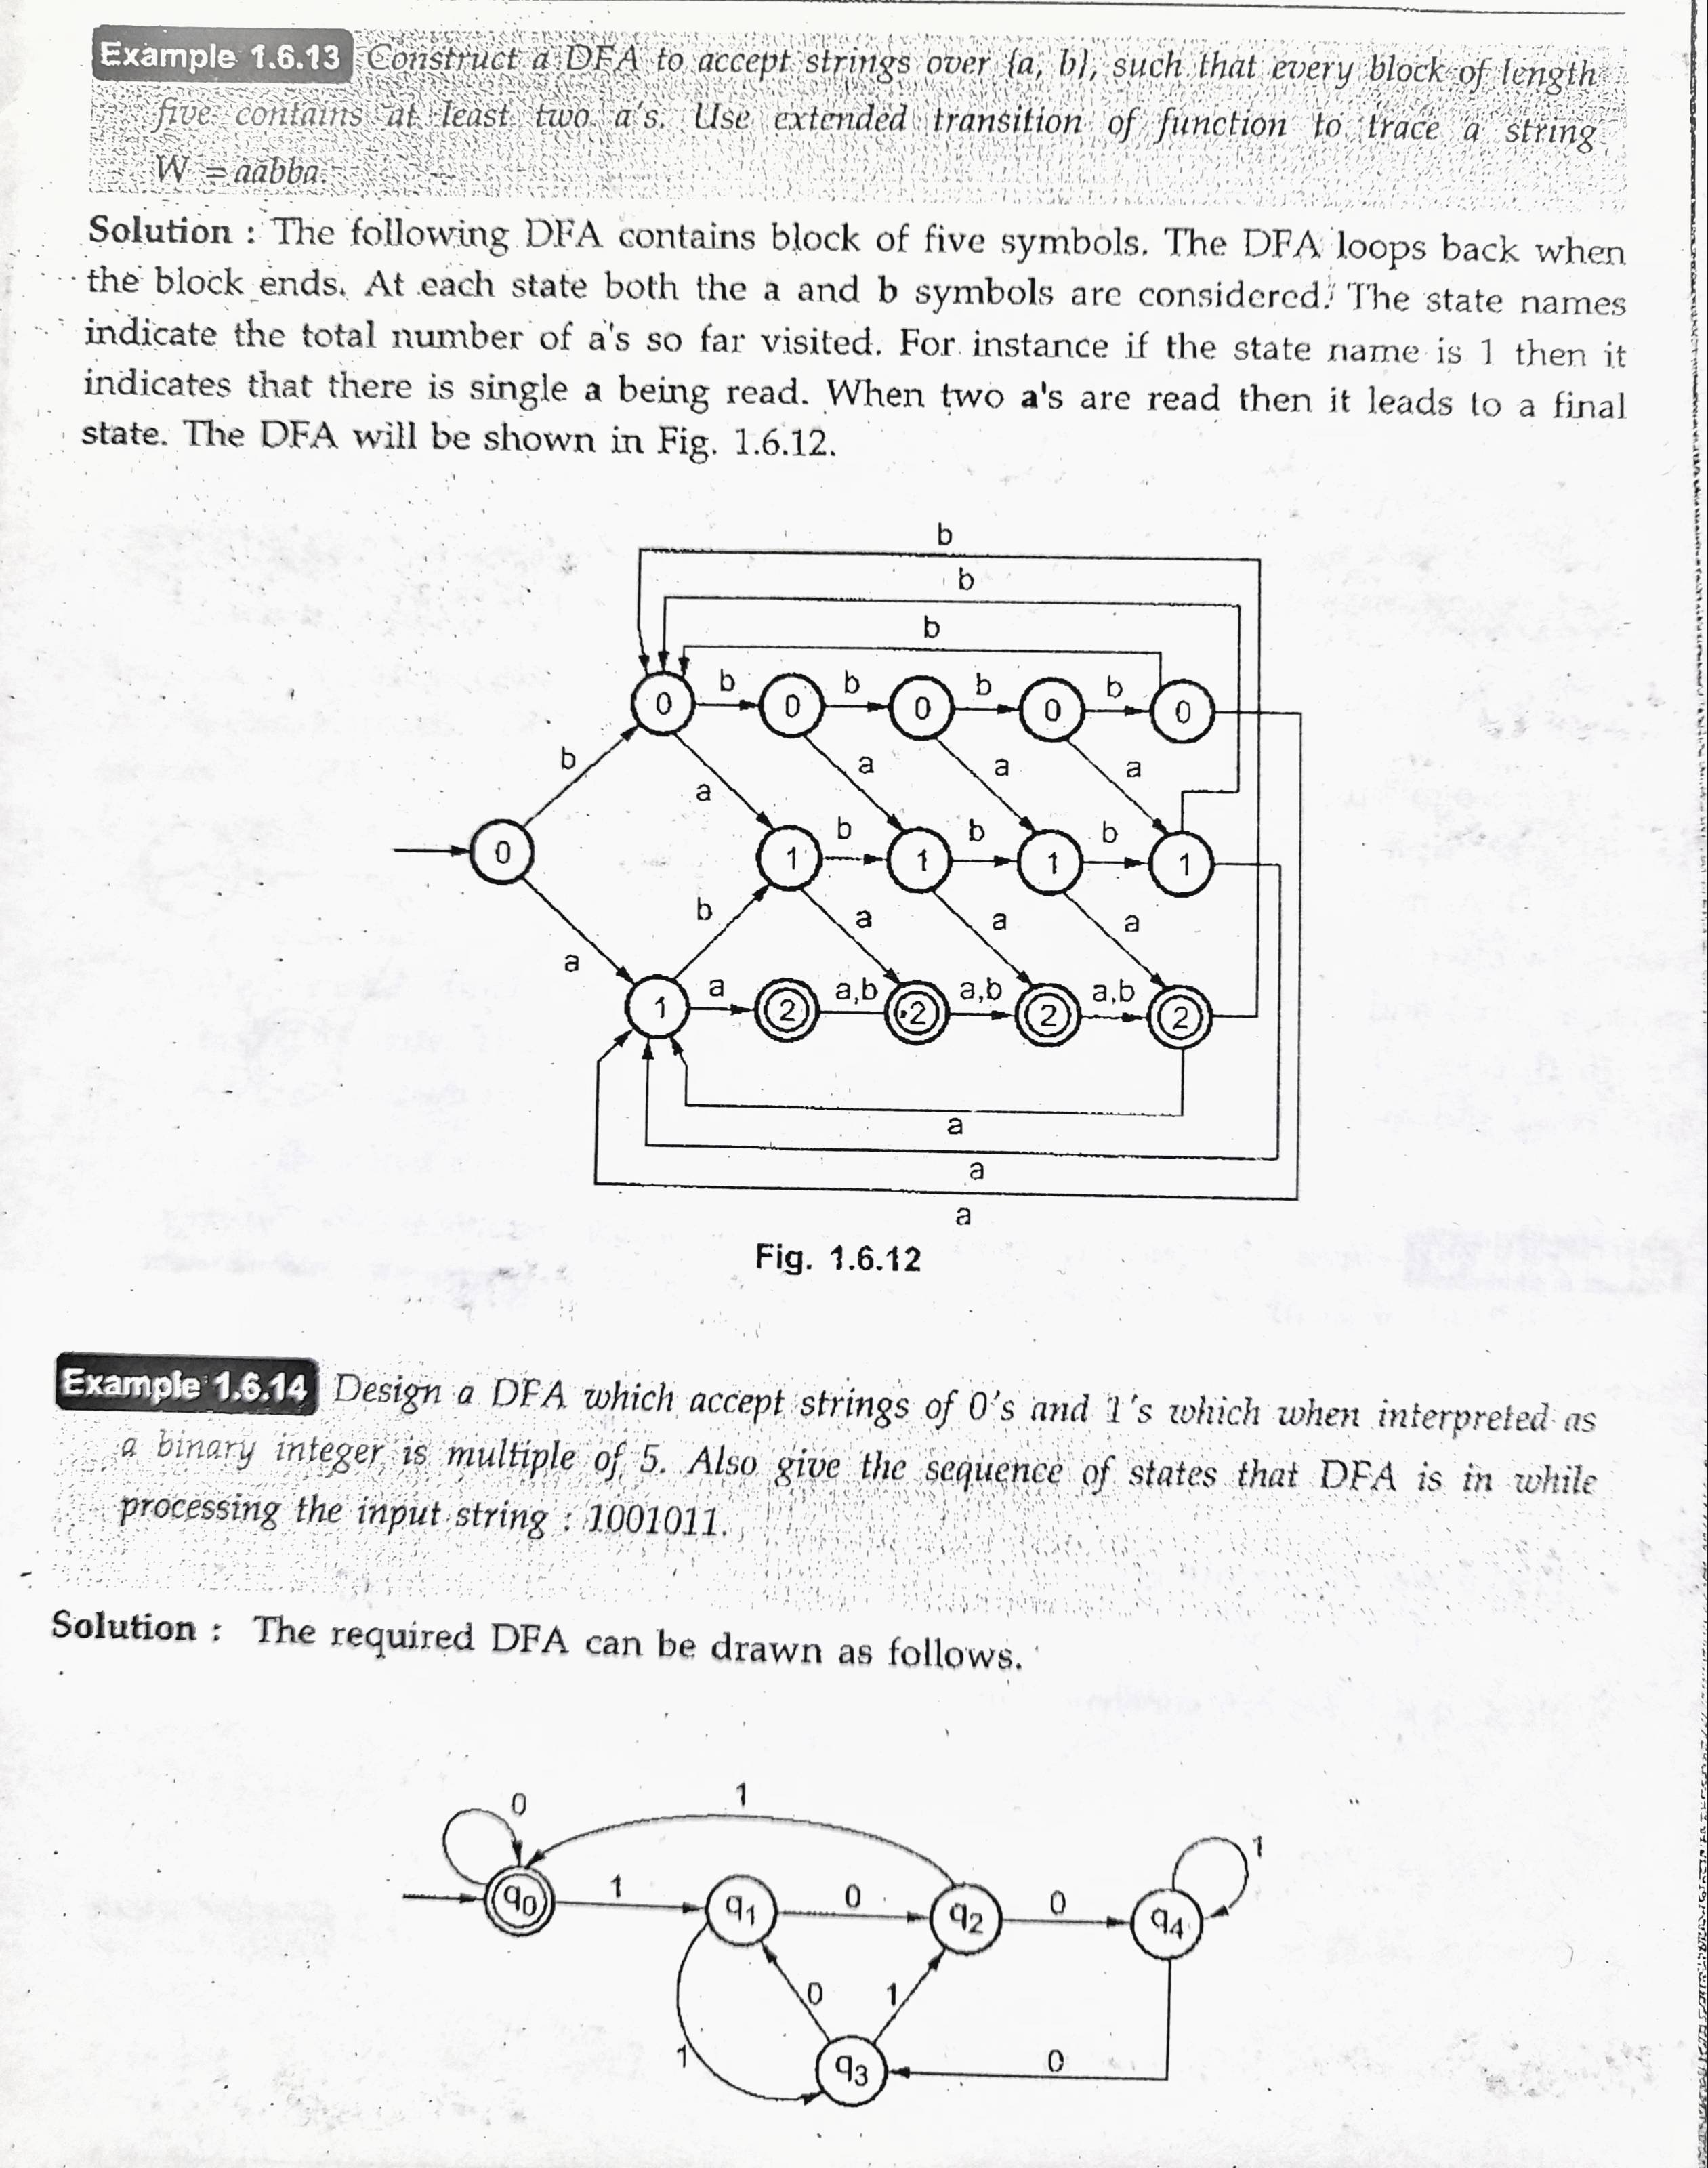 Example 1.6.13 Construct a DFA to accept strings over {a, b}, such that every block of length
five contains at least two a's. Use extended transition of function to trace a string
W = aabba.
Solution : The following DFA contains block of five symbols. The DFA loops back when
the block ends. At each state both the a and b symbols are considered. The state names
indicate the total number of a's so far visited. For instance if the state name is 1 then it
indicates that there is single a being read. When two a's are read then it leads to a final
state. The DFA will be shown in Fig. 1.6.12.
b
b
b
0 b 0 b 0 b 0 b 0
b a a a a
0 1 b 1 b 1 b 1
a b a a a
1 a 2 a,b 2 a,b 2 a,b 2
a
a
a
Fig. 1.6.12
Example 1.6.14 Design a DFA which accept strings of 0's and 1's which when interpreted as
a binary integer is multiple of 5. Also give the sequence of states that DFA is in while
processing the input string : 1001011.
Solution : The required DFA can be drawn as follows.
0 1 1
q0 1 q1 0 q2 0 q4
0 1
1 q3 0